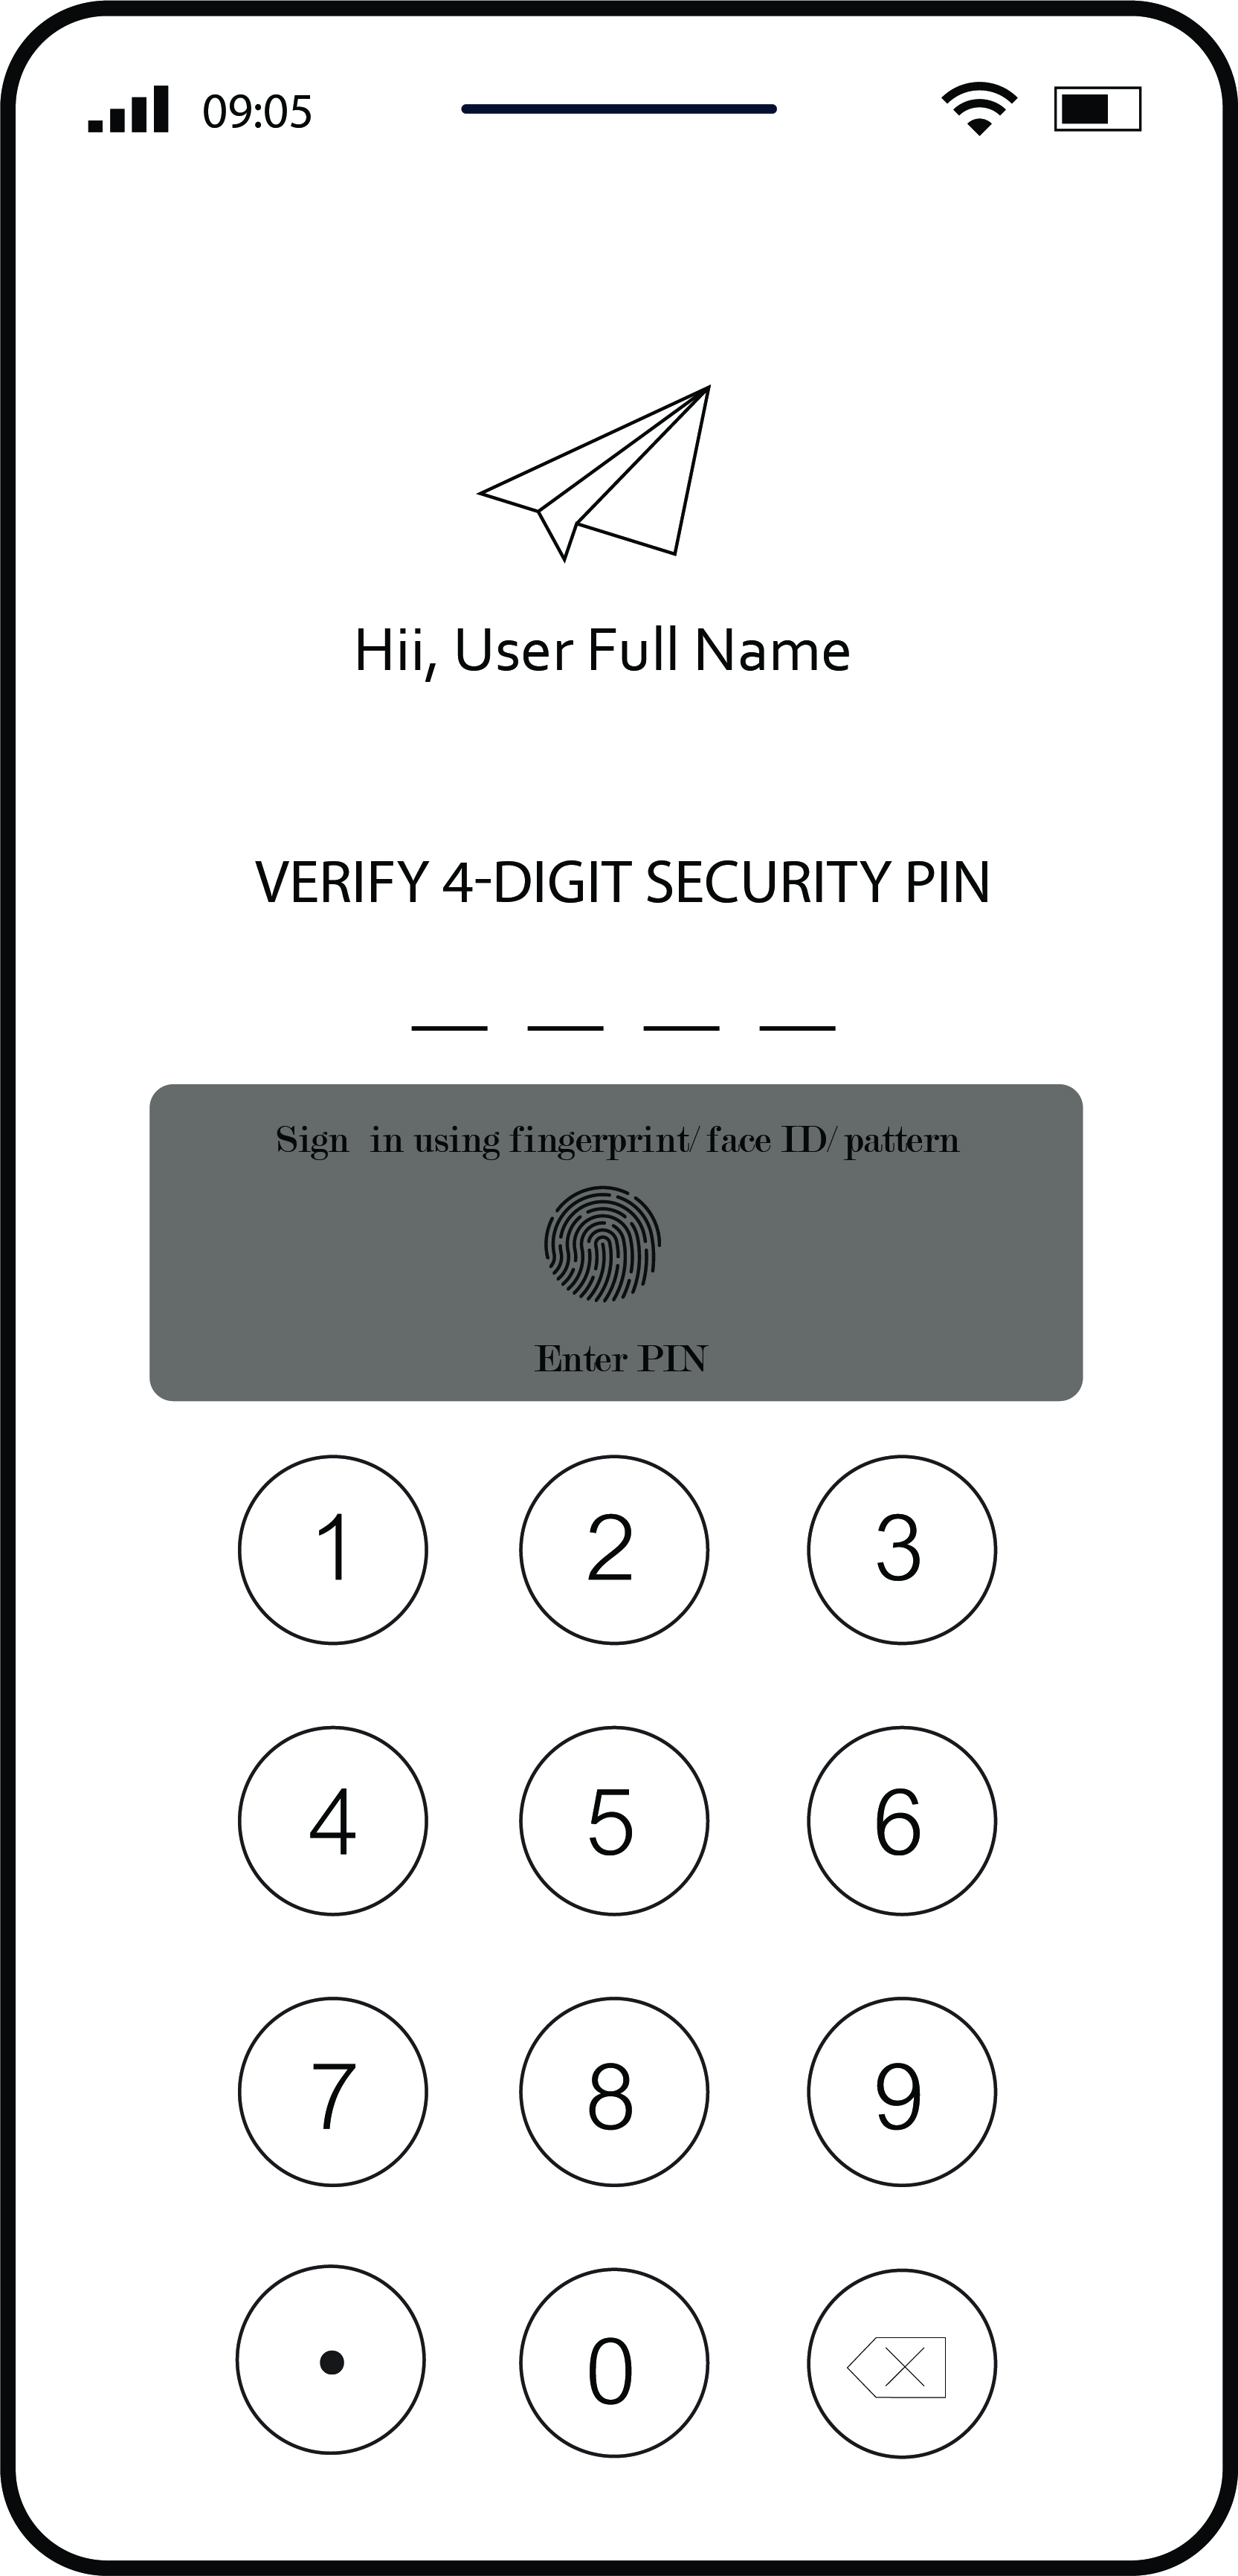 09:05
Hii, User Full Name
VERIFY 4-DIGIT SECURITY PIN
Sign in using fingerprint/ face ID/ pattern
Enter PIN
1 2 3
4 5 6
7 8 9
0